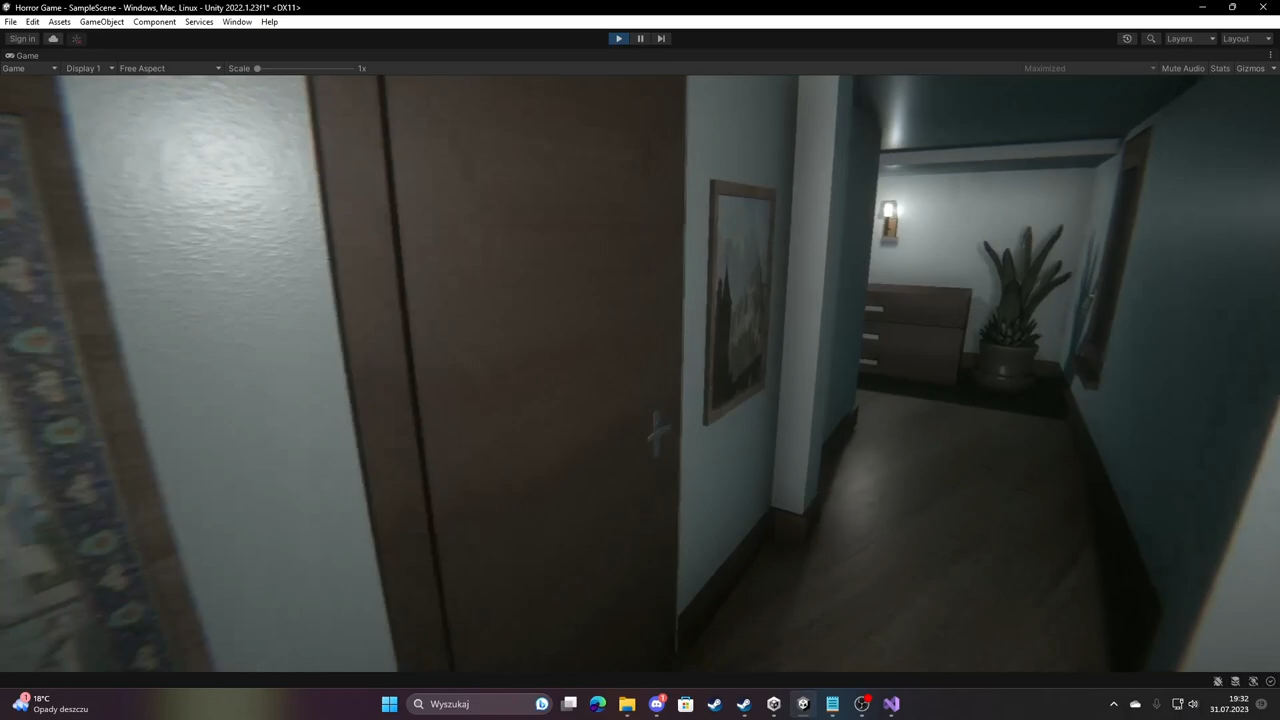 Horror Game - SampleScene - Windows, Mac, Linux - Unity 2022.1.23f1* <DX11>
File Edit Assets GameObject Component Services Window Help
Sign in Layers Layout
Game
Game Display 1 Free Aspect Scale 1x Maximized Mute Audio Stats Gizmos
1 18°C Opady deszczu Wyszukaj 1 19:32
31.07.2023